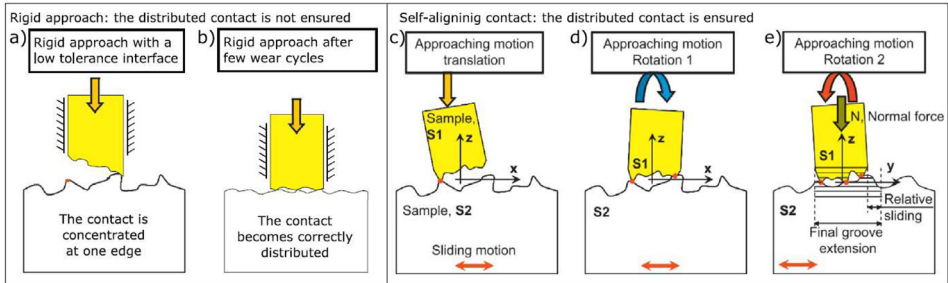 Rigid approach: the distributed contact is not ensured
Self-aligninig contact: the distributed contact is ensured
a)
Rigid approach with a
low tolerance interface
The contact is
concentrated
at one edge
b)
Rigid approach after
few wear cycles
The contact
becomes correctly
distributed
c)
Approaching motion
translation
Sample,
S1
z
x
Sample, S2
Sliding motion
d)
Approaching motion
Rotation 1
z
S1
x
S2
e)
Approaching motion
Rotation 2
N, Normal force
S1
z
y
S2
Relative
sliding
Final groove
extension